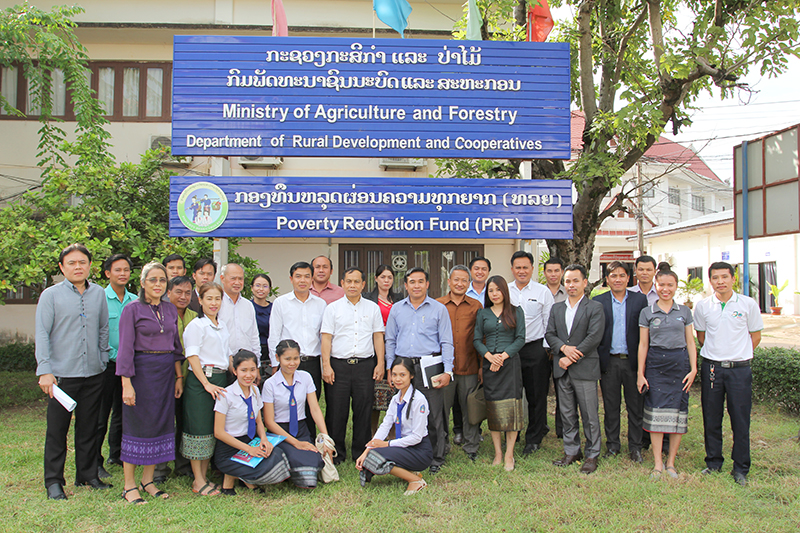 ກະຊວງກະສິກໍາ ແລະ ປ່າໄມ້
ກົມພັດທະນາຊົນນະບົດ ແລະ ສະຫະກອນ
Ministry of Agriculture and Forestry
Department of Rural Development and Cooperatives
ກອງທຶນຫລຸດຜ່ອນຄວາມທຸກຍາກ (ທລຍ)
Poverty Reduction Fund (PRF)